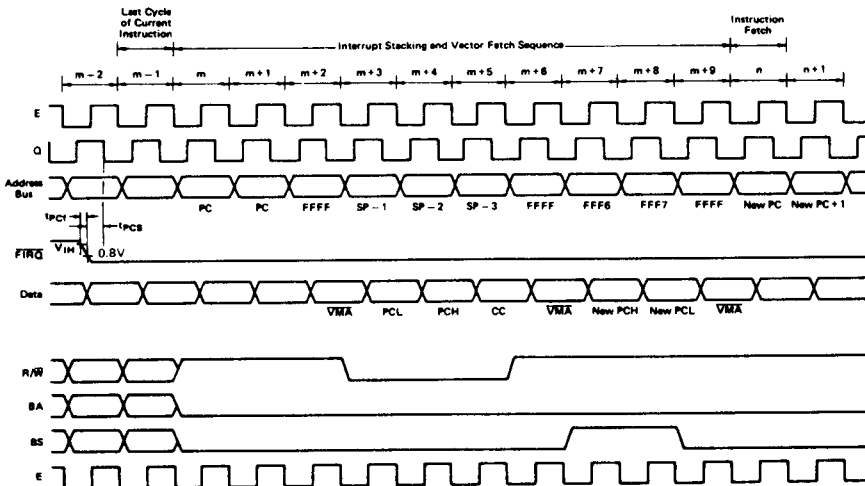 Last Cycle
of Current
Instruction
Instruction
Fetch
Interrupt Stacking and Vector Fetch Sequence
m - 2 m - 1 m m + 1 m + 2 m + 3 m + 4 m + 5 m + 6 m + 7 m + 8 m + 9 n n + 1
E
Q
Address
Bus
PC PC FFFF SP - 1 SP - 2 SP - 3 FFFF FFF6 FFF7 FFFF New PC New PC + 1
tPCf tPCS
VIH
0.8V
FIRQ
Data
VMA PCL PCH CC VMA New PCH New PCL VMA
R/W
BA
BS
E